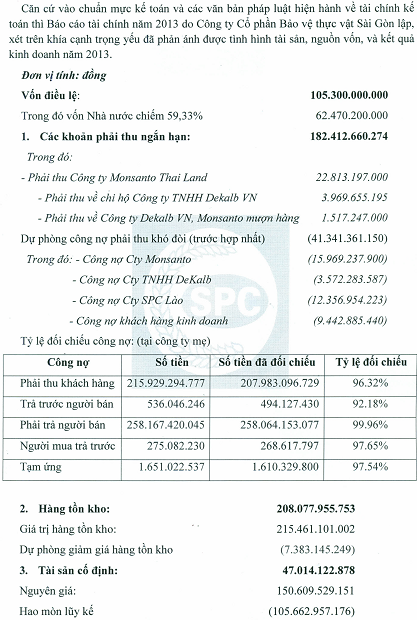 Căn cứ vào chuẩn mực kế toán và các văn bản pháp luật hiện hành về tài chính kế
toán thì Báo cáo tài chính năm 2013 do Công ty Cổ phần Bảo vệ thực vật Sài Gòn lập,
xét trên khía cạnh trọng yếu đã phản ánh được tình hình tài sản, nguồn vốn, và kết quả
kinh doanh năm 2013.
Đơn vị tính: đồng
Vốn điều lệ: 105.300.000.000
Trong đó vốn Nhà nước chiếm 59,33% 62.470.200.000
1. Các khoản phải thu ngắn hạn: 182.412.660.274
Trong đó:
- Phải thu Công ty Monsanto Thai Land 22.813.197.000
- Phải thu về chi hộ Công ty TNHH Dekalb VN 3.969.655.195
- Phải thu về Công ty Dekalb VN, Monsanto mượn hàng 1.517.247.000
Dự phòng công nợ phải thu khó đòi (trước hợp nhất) (41.341.361.150)
Trong đó: - Công nợ Cty Monsanto (15.969.237.900)
- Công nợ Cty TNHH DeKalb (3.572.283.587)
- Công nợ Cty SPC Lào (12.356.954.223)
- Công nợ khách hàng kinh doanh (9.442.885.440)
Tỷ lệ đối chiếu công nợ: (tại công ty mẹ)
Công nợ Số tiền Số tiền đã đối chiếu Tỷ lệ đối chiếu
Phải thu khách hàng 215.929.294.777 207.983.096.729 96.32%
Trả trước người bán 536.046.246 494.127.430 92.18%
Phải trả người bán 258.167.420.045 258.064.153.077 99.96%
Người mua trả trước 275.082.230 268.617.797 97.65%
Tạm ứng 1.651.022.537 1.610.329.800 97.54%
SPC
2. Hàng tồn kho: 208.077.955.753
Giá trị hàng tồn kho: 215.461.101.002
Dự phòng giảm giá hàng tồn kho (7.383.145.249)
3. Tài sản cố định: 47.014.122.878
Nguyên giá: 150.609.529.151
Hao mòn lũy kế (105.662.957.176)